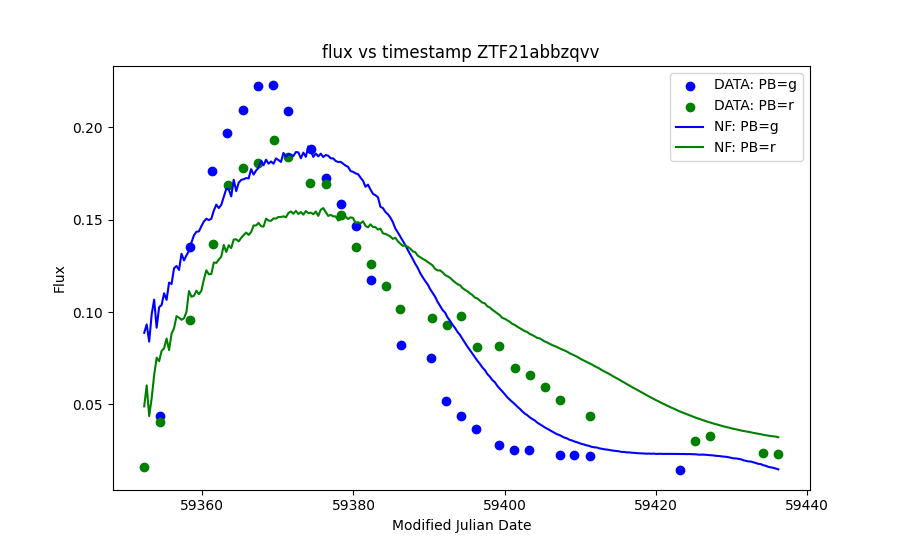 flux vs timestamp ZTF21abbzqvv
DATA: PB=g
DATA: PB=r
NF: PB=g
NF: PB=r
0.20
0.15
0.10
0.05
Flux
59360
59380
59400
59420
59440
Modified Julian Date